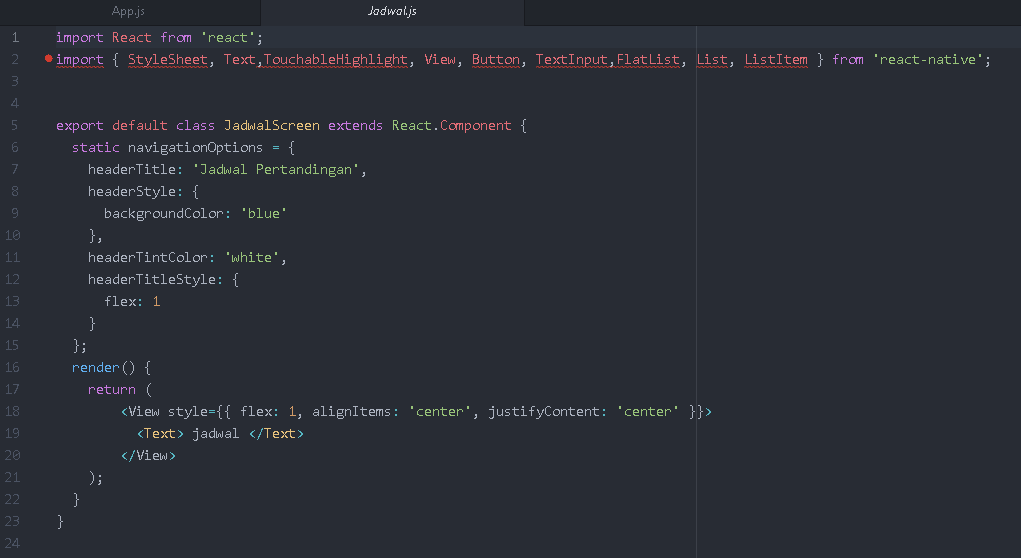 App.js
Jadwal.js
1 import React from 'react';
2 import { StyleSheet, Text,TouchableHighlight, View, Button, TextInput,FlatList, List, ListItem } from 'react-native';
3
4
5 export default class JadwalScreen extends React.Component {
6   static navigationOptions = {
7     headerTitle: 'Jadwal Pertandingan',
8     headerStyle: {
9       backgroundColor: 'blue'
10     },
11     headerTintColor: 'white',
12     headerTitleStyle: {
13       flex: 1
14     }
15   };
16   render() {
17     return (
18         <View style={{ flex: 1, alignItems: 'center', justifyContent: 'center' }}>
19           <Text> jadwal </Text>
20         </View>
21     );
22   }
23 }
24